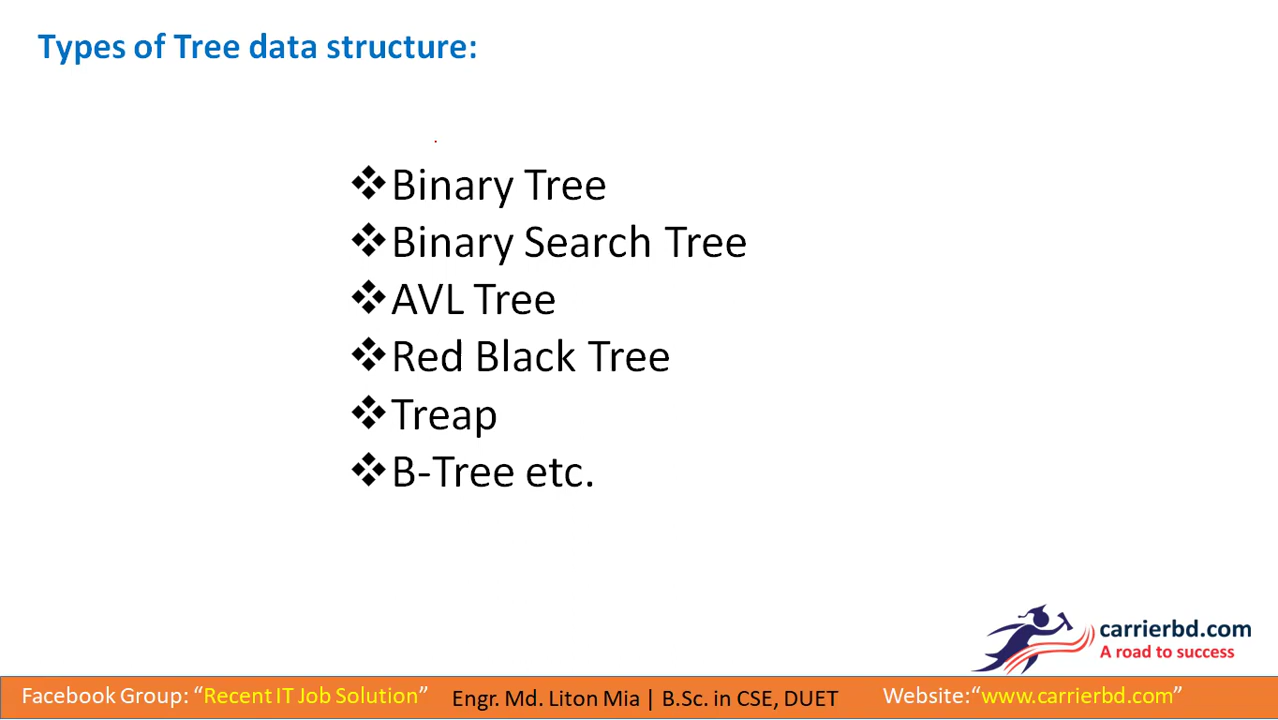 Types of Tree data structure:
❖Binary Tree
❖Binary Search Tree
❖AVL Tree
❖Red Black Tree
❖Treap
❖B-Tree etc.
carrierbd.com
A road to success
Facebook Group: “Recent IT Job Solution” Engr. Md. Liton Mia | B.Sc. in CSE, DUET Website:“www.carrierbd.com”